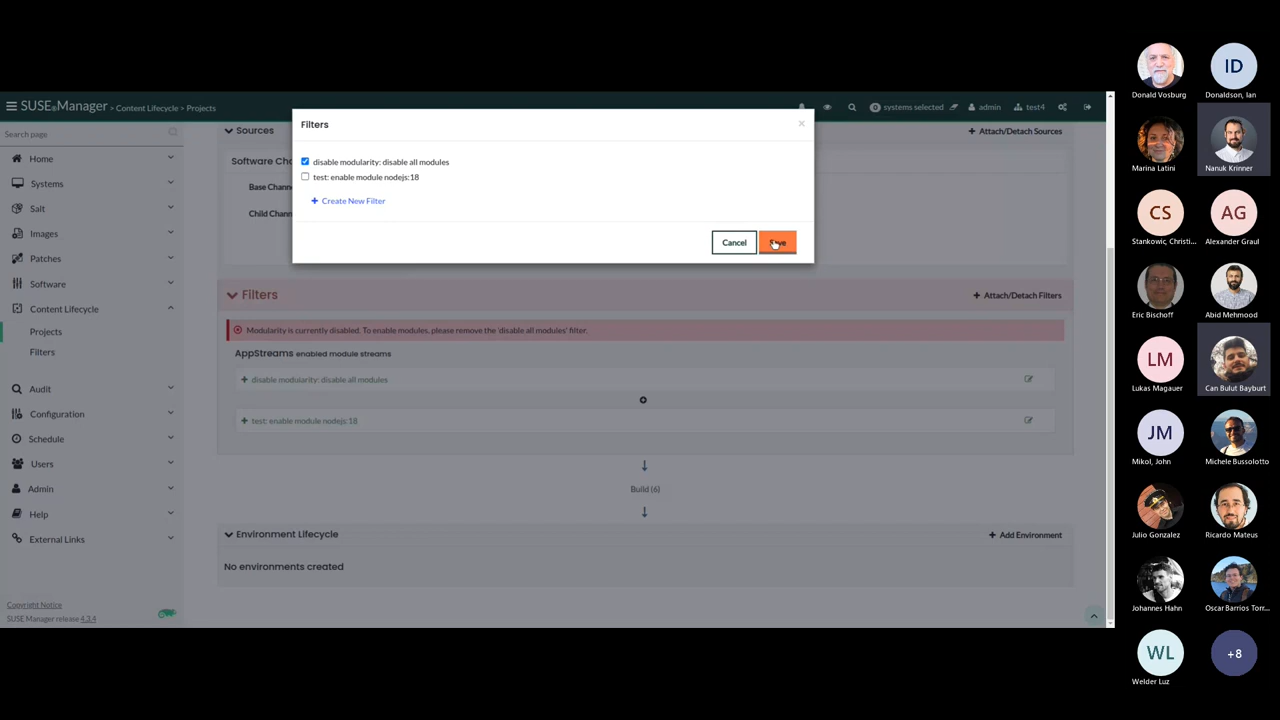 SUSE Manager › Content Lifecycle › Projects
0 systems selected
admin
test4
Search page
Home
Systems
Salt
Images
Patches
Software
Content Lifecycle
Projects
Filters
Audit
Configuration
Schedule
Users
Admin
Help
External Links
Copyright Notice
SUSE Manager release 4.3.4
Sources
+ Attach/Detach Sources
Base Chann
Child Chann
Filters
×
disable modularity: disable all modules
test: enable module nodejs:18
+ Create New Filter
Cancel
Filters
+ Attach/Detach Filters
Modularity is currently disabled. To enable modules, please remove the 'disable all modules' filter.
AppStreams enabled module streams
+ disable modularity: disable all modules
+ test: enable module nodejs:18
Build (6)
Environment Lifecycle
+ Add Environment
No environments created
Donald Vosburg
ID
Donaldson, Ian
Marina Latini
Nanuk Krinner
CS
Stankovic, Christi...
AG
Alexander Graul
Eric Bischoff
Abid Mehmood
LM
Lukas Magauer
Can Bulut Bayburt
JM
Mikol, John
Michele Bussolotto
Julio Gonzalez
Ricardo Mateus
Johannes Hahn
Oscar Barrios Torr...
WL
Welder Luz
+8